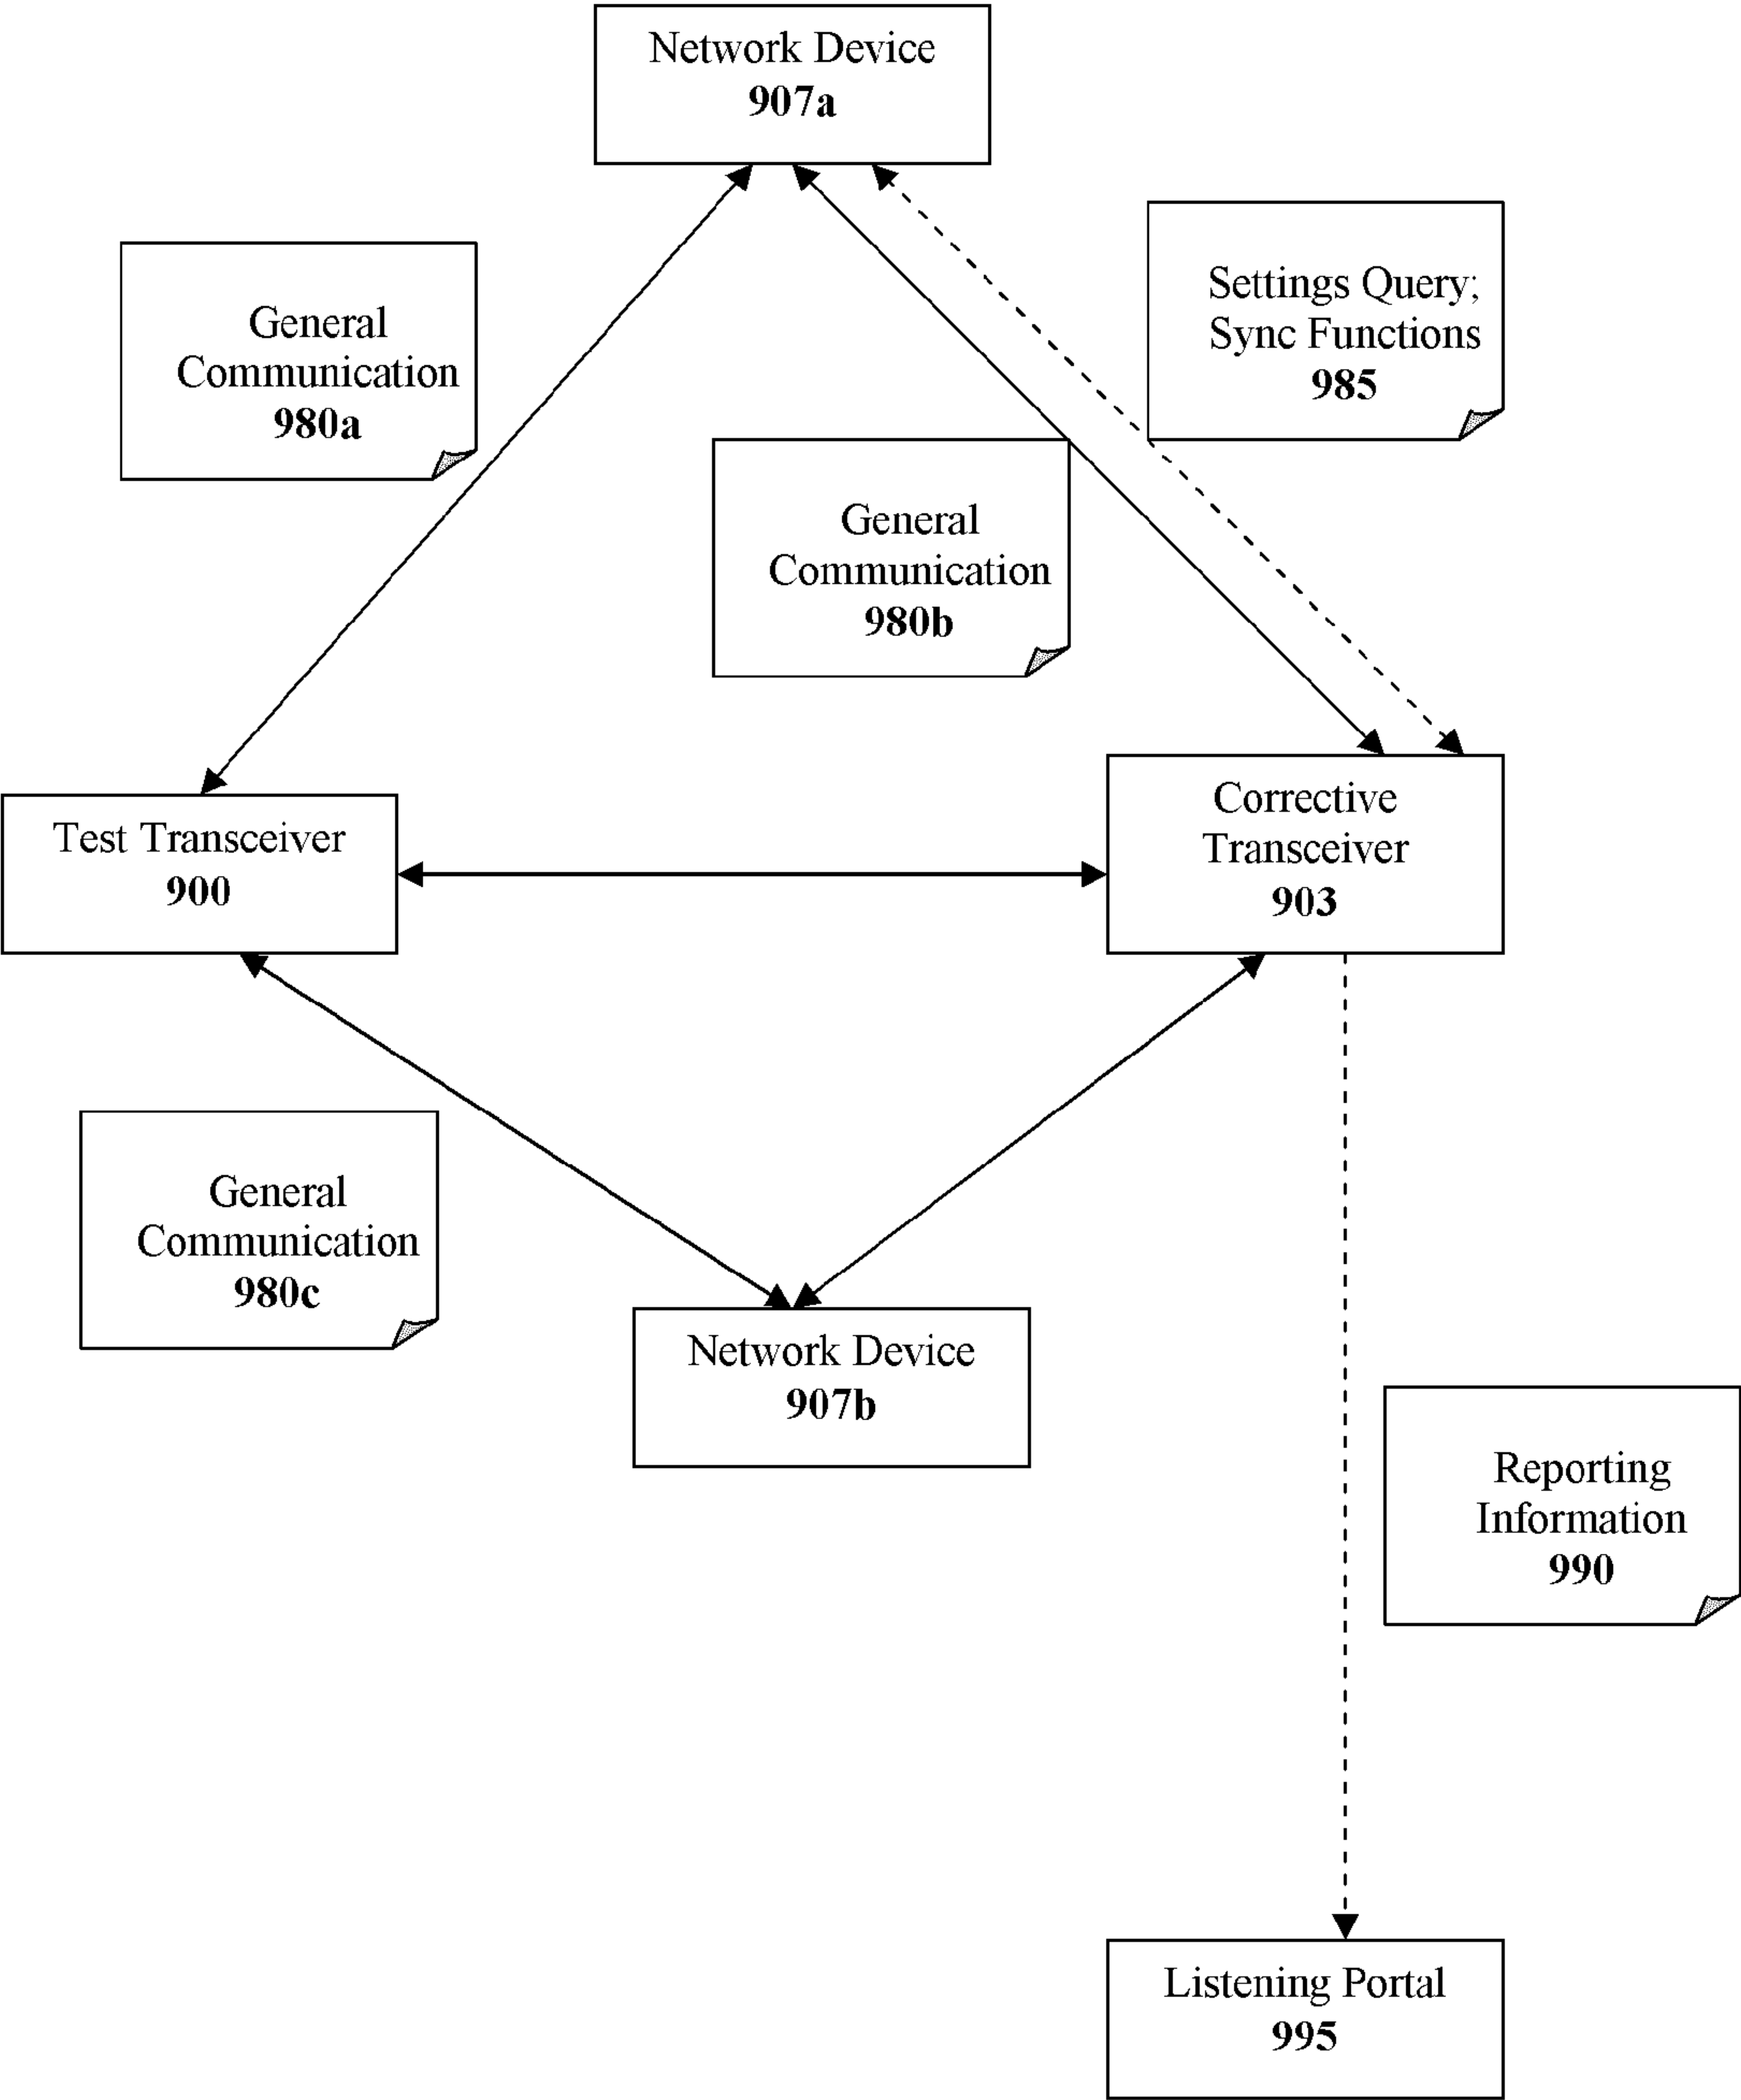 Network Device
907a
General
Communication
980a
Settings Query;
Sync Functions
985
General
Communication
980b
Test Transceiver
900
Corrective
Transceiver
903
General
Communication
980c
Network Device
907b
Reporting
Information
990
Listening Portal
995